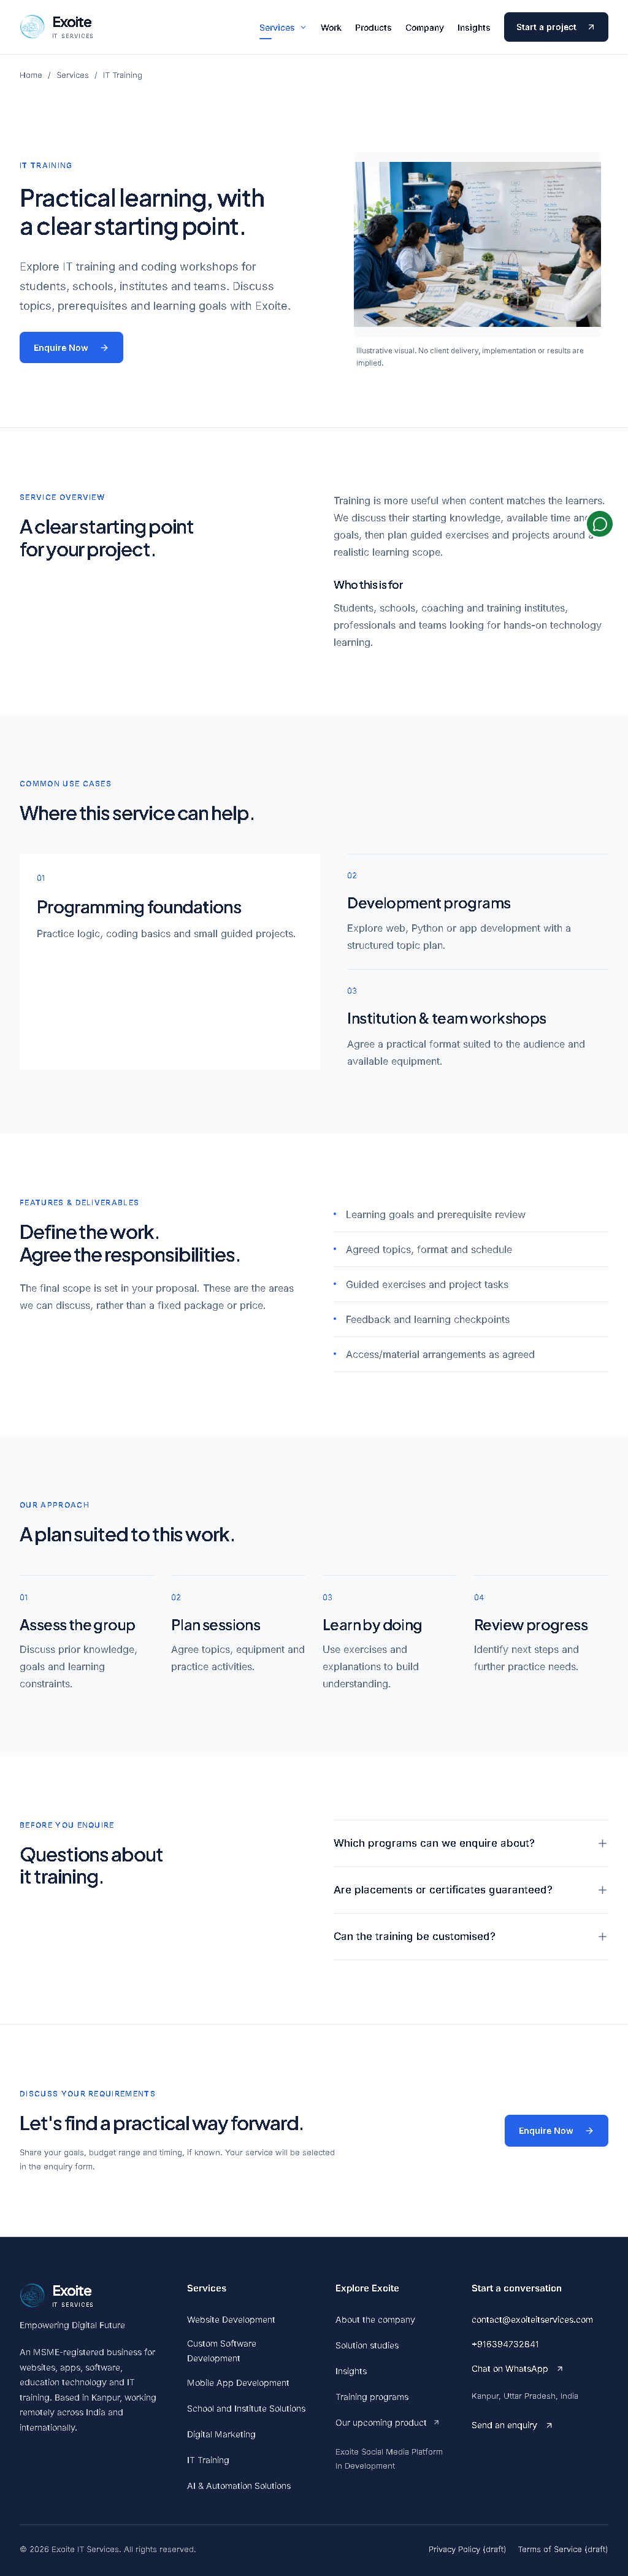 Exoite
IT SERVICES
Services
Work
Products
Company
Insights
Start a project
Home / Services / IT Training
IT TRAINING
Practical learning, with
a clear starting point.
Explore IT training and coding workshops for
students, schools, institutes and teams. Discuss
topics, prerequisites and learning goals with Exoite.
Enquire Now
Illustrative visual. No client delivery, implementation or results are
implied.
SERVICE OVERVIEW
A clear starting point
for your project.
Training is more useful when content matches the learners.
We discuss their starting knowledge, available time and
goals, then plan guided exercises and projects around a
realistic learning scope.
Who this is for
Students, schools, coaching and training institutes,
professionals and teams looking for hands-on technology
learning.
COMMON USE CASES
Where this service can help.
01
Programming foundations
Practice logic, coding basics and small guided projects.
02
Development programs
Explore web, Python or app development with a
structured topic plan.
03
Institution & team workshops
Agree a practical format suited to the audience and
available equipment.
FEATURES & DELIVERABLES
Define the work.
Agree the responsibilities.
The final scope is set in your proposal. These are the areas
we can discuss, rather than a fixed package or price.
Learning goals and prerequisite review
Agreed topics, format and schedule
Guided exercises and project tasks
Feedback and learning checkpoints
Access/material arrangements as agreed
OUR APPROACH
A plan suited to this work.
01
Assess the group
Discuss prior knowledge,
goals and learning
constraints.
02
Plan sessions
Agree topics, equipment and
practice activities.
03
Learn by doing
Use exercises and
explanations to build
understanding.
04
Review progress
Identify next steps and
further practice needs.
BEFORE YOU ENQUIRE
Questions about
it training.
Which programs can we enquire about?
Are placements or certificates guaranteed?
Can the training be customised?
DISCUSS YOUR REQUIREMENTS
Let's find a practical way forward.
Share your goals, budget range and timing, if known. Your service will be selected
in the enquiry form.
Enquire Now
Exoite
IT SERVICES
Empowering Digital Future
An MSME-registered business for
websites, apps, software,
education technology and IT
training. Based in Kanpur, working
remotely across India and
internationally.
Services
Website Development
Custom Software
Development
Mobile App Development
School and Institute Solutions
Digital Marketing
IT Training
AI & Automation Solutions
Explore Exoite
About the company
Solution studies
Insights
Training programs
Our upcoming product
Exoite Social Media Platform
In Development
Start a conversation
contact@exoiteitservices.com
+916394732841
Chat on WhatsApp
Kanpur, Uttar Pradesh, India
Send an enquiry
© 2026 Exoite IT Services. All rights reserved.
Privacy Policy (draft)
Terms of Service (draft)